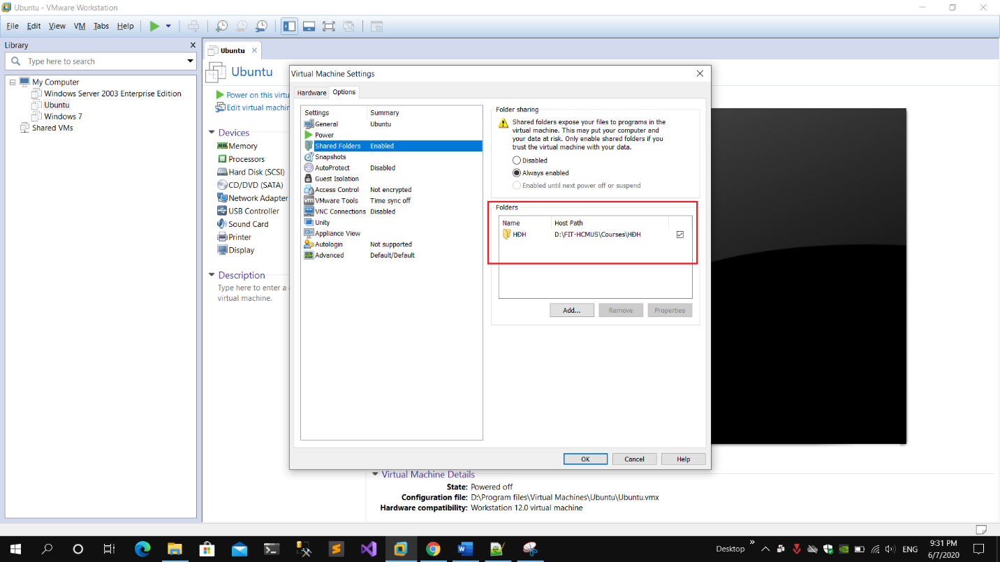 Ubuntu - VMware Workstation
File Edit View VM Tabs Help
Library
Type here to search
My Computer
Windows Server 2003 Enterprise Edition
Ubuntu
Windows 7
Shared VMs
Ubuntu
Ubuntu
Power on this virtu
Edit virtual machin
Devices
Memory
Processors
Hard Disk (SCSI)
CD/DVD (SATA)
Network Adapter
USB Controller
Sound Card
Printer
Display
Description
Type here to enter a
virtual machine.
Virtual Machine Settings
Hardware Options
Settings Summary
General Ubuntu
Power
Shared Folders Enabled
Snapshots
AutoProtect Disabled
Guest Isolation
Access Control Not encrypted
VMware Tools Time sync off
VNC Connections Disabled
Unity
Appliance View
Autologin Not supported
Advanced Default/Default
Folder sharing
Shared folders expose your files to programs in the
virtual machine. This may put your computer and
your data at risk. Only enable shared folders if you
trust the virtual machine with your data.
Disabled
Always enabled
Enabled until next power off or suspend
Folders
Name Host Path
HĐH D:\FIT-HCMUS\Courses\HĐH
Add... Remove Properties
OK Cancel Help
Virtual Machine Details
State: Powered off
Configuration file: D:\Program files\Virtual Machines\Ubuntu\Ubuntu.vmx
Hardware compatibility: Workstation 12.0 virtual machine
Desktop
ENG
9:31 PM
6/7/2020